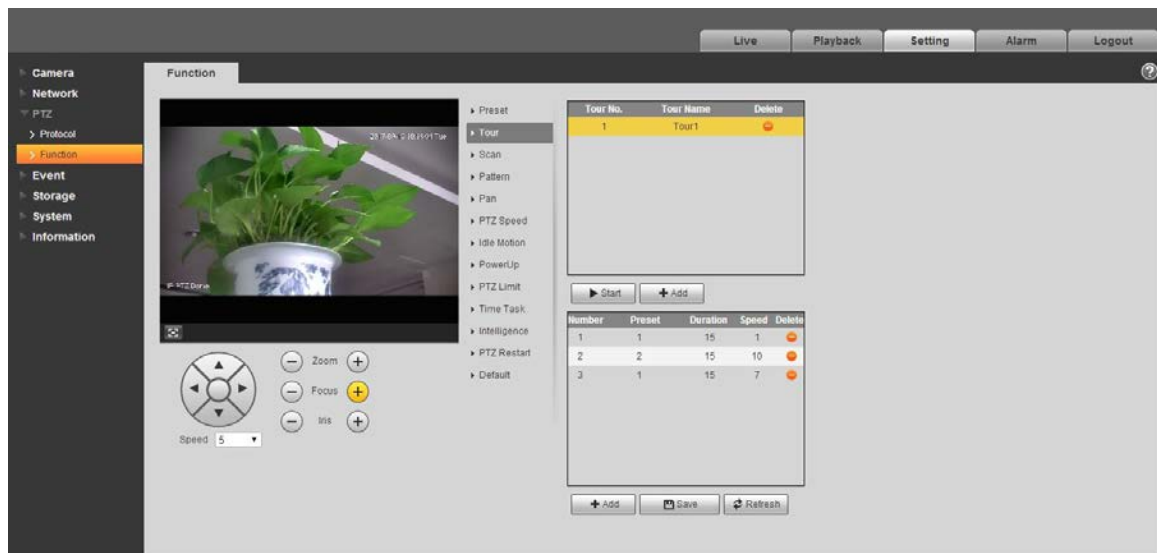 Live Playback Setting Alarm Logout
Camera
Network
PTZ
Protocol
Function
Event
Storage
System
Information
Function
?
Preset
Tour
Scan
Pattern
Pan
PTZ Speed
Idle Motion
PowerUp
PTZ Limit
Time Task
Intelligence
PTZ Restart
Default
Zoom
Focus
Iris
Speed 5
Tour No. Tour Name Delete
1 Tour1
Start Add
Number Preset Duration Speed Delete
1 1 15 1
2 2 15 10
3 1 15 7
Add Save Refresh